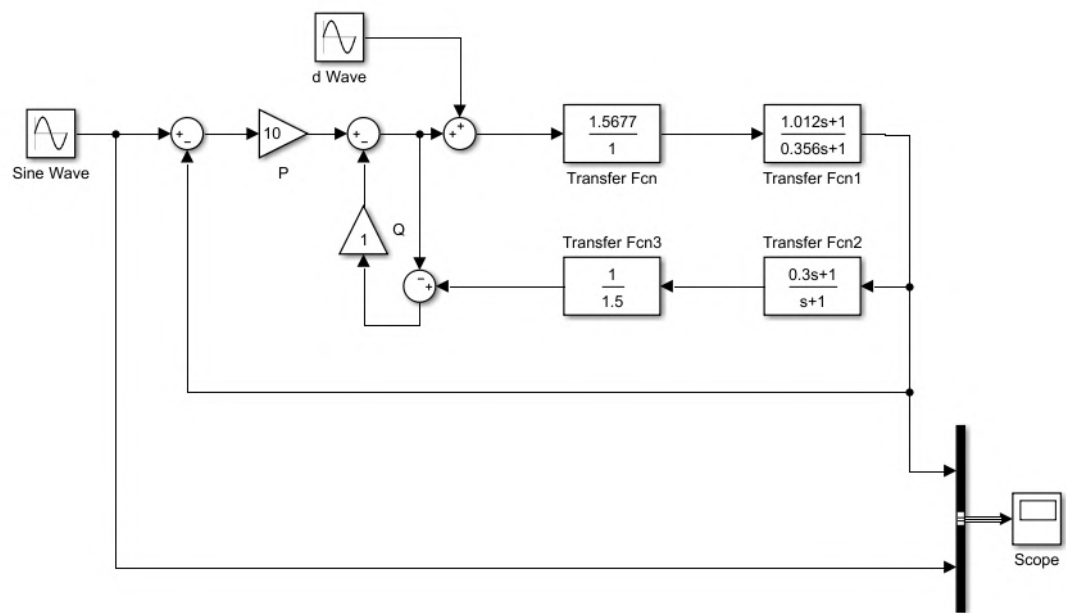 d Wave
+
−
Sine Wave
10
P
+
−
+
+
1.5677
1
Transfer Fcn
1.012s+1
0.356s+1
Transfer Fcn1
1
Q
−
+
Transfer Fcn3
1
1.5
Transfer Fcn2
0.3s+1
s+1
Scope